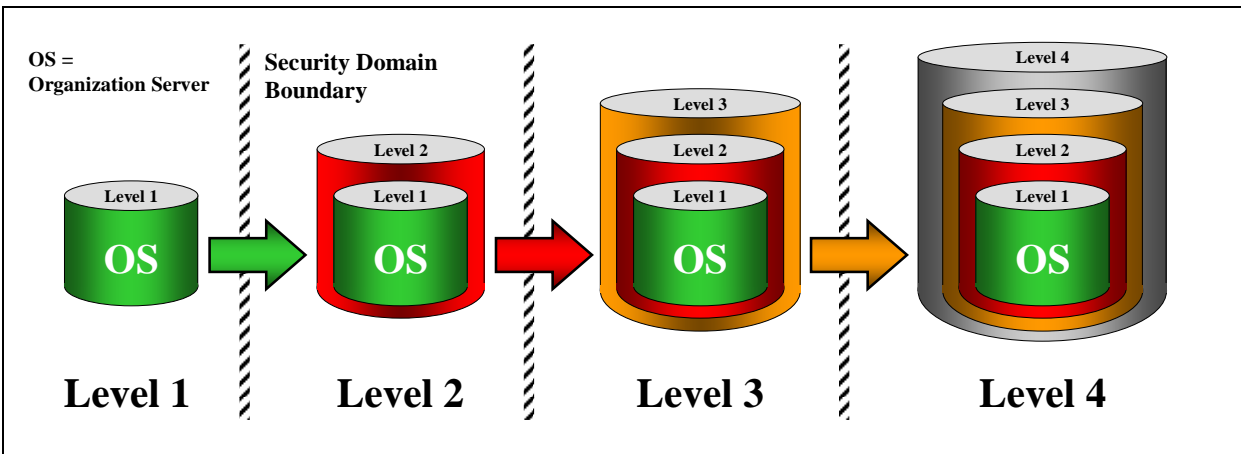 OS =
Organization Server
Security Domain
Boundary
Level 1
OS
Level 2
Level 1
OS
Level 3
Level 2
Level 1
OS
Level 4
Level 3
Level 2
Level 1
OS
Level 1
Level 2
Level 3
Level 4